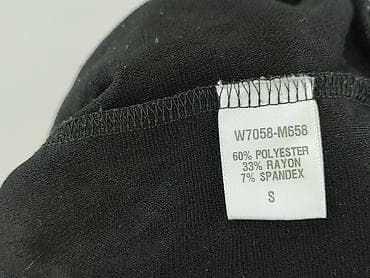 W7058-M658
60% POLYESTER
33% RAYON
7% SPANDEX
S